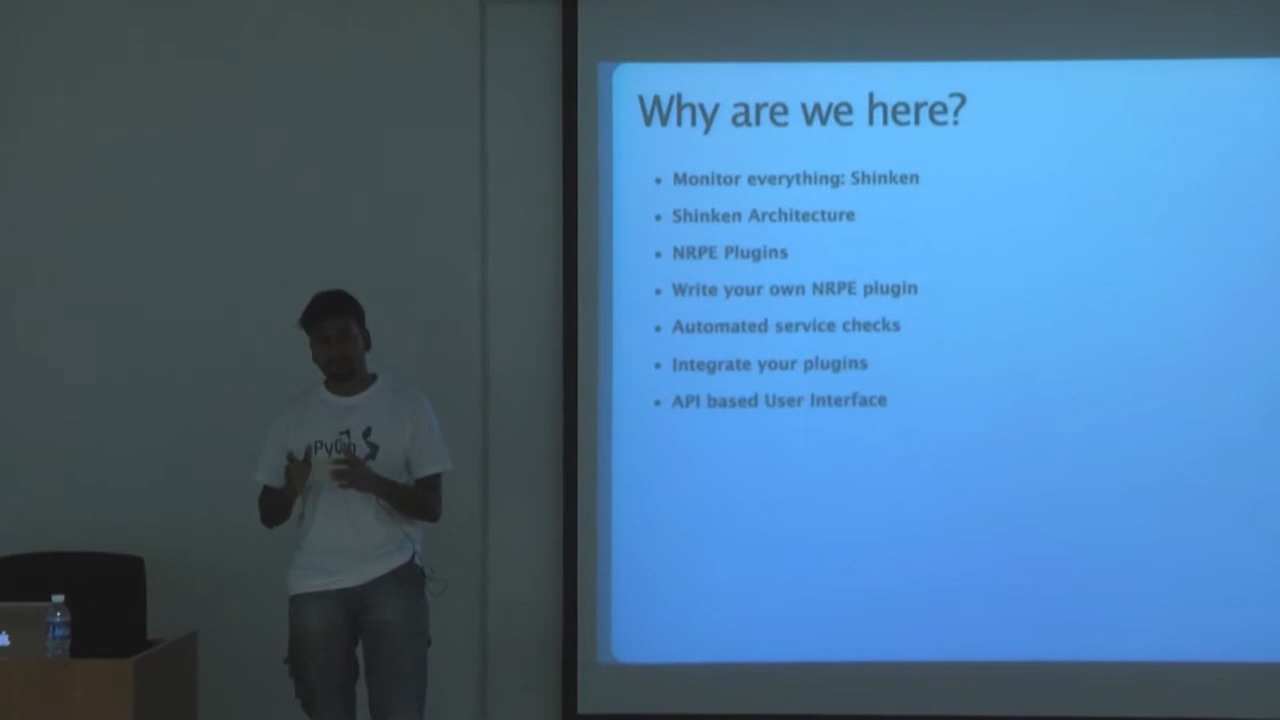 Why are we here?
Monitor everything: Shinken
Shinken Architecture
NRPE Plugins
Write your own NRPE plugin
Automated service checks
Integrate your plugins
API based User Interface